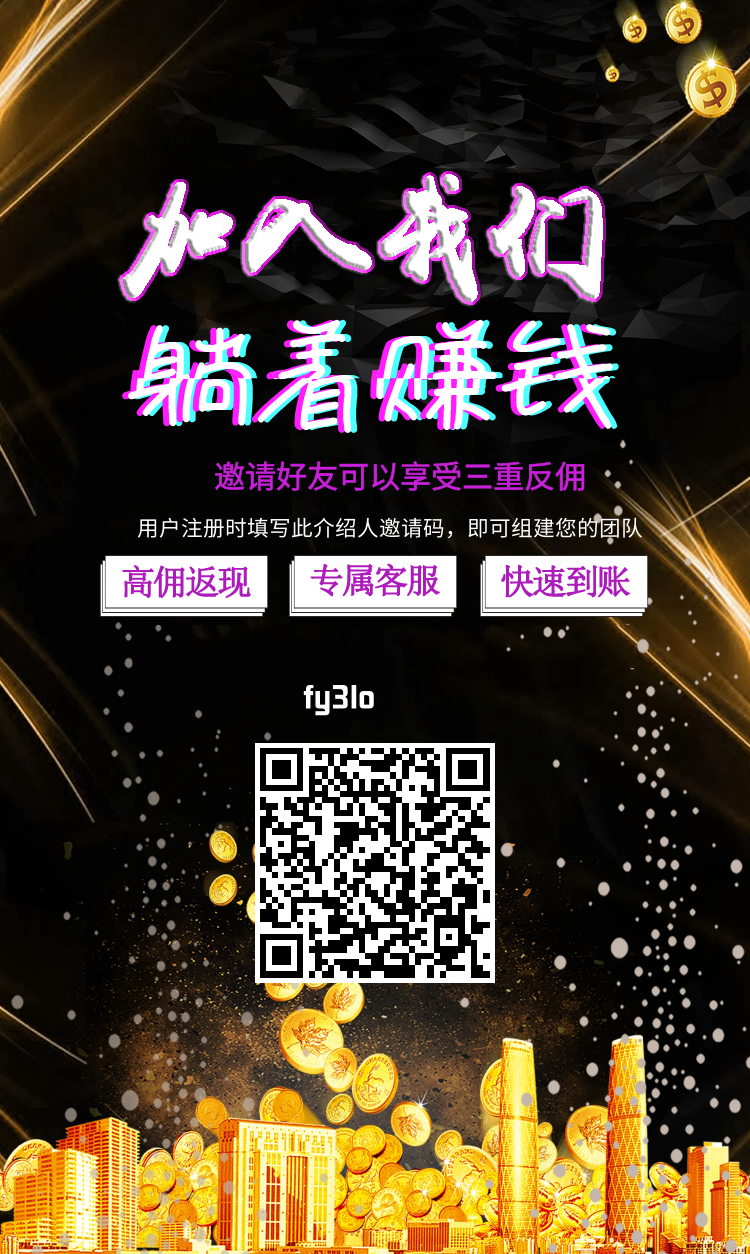 加入我们
躺着赚钱
邀请好友可以享受三重反佣
用户注册时填写此介绍人邀请码，即可组建您的团队
高佣返现 专属客服 快速到账
fy3lo